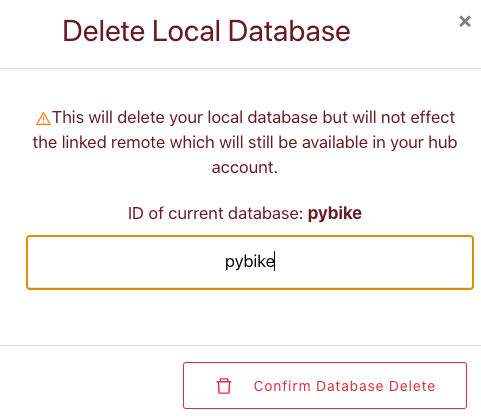 Delete Local Database
×
⚠This will delete your local database but will not effect
the linked remote which will still be available in your hub
account.
ID of current database: pybike
pybike
Confirm Database Delete